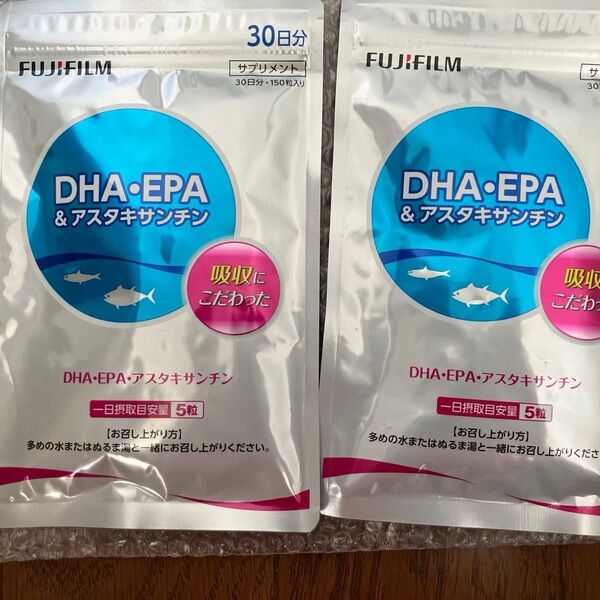 30日分
FUJIFILM
サプリメント
30日分・150粒入り
DHA・EPA
&アスタキサンチン
吸収に
こだわった
DHA・EPA・アスタキサンチン
一日摂取目安量 5粒
【お召し上がり方】
多めの水またはぬるま湯と一緒にお召し上がりください。
FUJIFILM
サ
30
DHA・EPA
&アスタキサンチン
吸収
こだわっ
DHA・EPA・アスタキサンチン
一日摂取目安量 5粒
【お召し上がり方】
多めの水またはぬるま湯と一緒にお召し上がりくださ